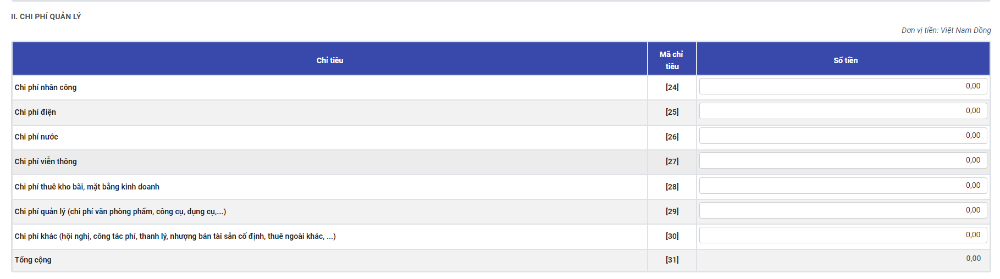 II. CHI PHÍ QUẢN LÝ
Đơn vị tiền: Việt Nam Đồng
Chỉ tiêu
Mã chỉ
tiêu
Số tiền
Chi phí nhân công [24] 0,00
Chi phí điện [25] 0,00
Chi phí nước [26] 0,00
Chi phí viễn thông [27] 0,00
Chi phí thuê kho bãi, mặt bằng kinh doanh [28] 0,00
Chi phí quản lý (chi phí văn phòng phẩm, công cụ, dụng cụ,...) [29] 0,00
Chi phí khác (hội nghị, công tác phí, thanh lý, nhượng bán tài sản cố định, thuê ngoài khác, ...) [30] 0,00
Tổng cộng [31] 0,00